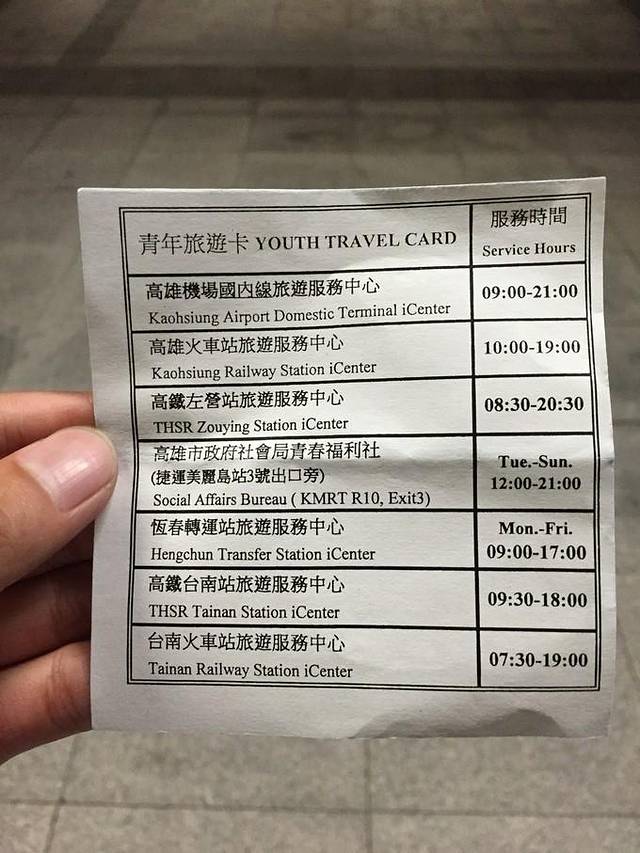 青年旅遊卡 YOUTH TRAVEL CARD
服務時間
Service Hours
高雄機場國內線旅遊服務中心
Kaohsiung Airport Domestic Terminal iCenter
09:00-21:00
高雄火車站旅遊服務中心
Kaohsiung Railway Station iCenter
10:00-19:00
高鐵左營站旅遊服務中心
THSR Zouying Station iCenter
08:30-20:30
高雄市政府社會局青春福利社
(捷運美麗島站3號出口旁)
Social Affairs Bureau ( KMRT R10, Exit3)
Tue.-Sun.
12:00-21:00
恆春轉運站旅遊服務中心
Hengchun Transfer Station iCenter
Mon.-Fri.
09:00-17:00
高鐵台南站旅遊服務中心
THSR Tainan Station iCenter
09:30-18:00
台南火車站旅遊服務中心
Tainan Railway Station iCenter
07:30-19:00